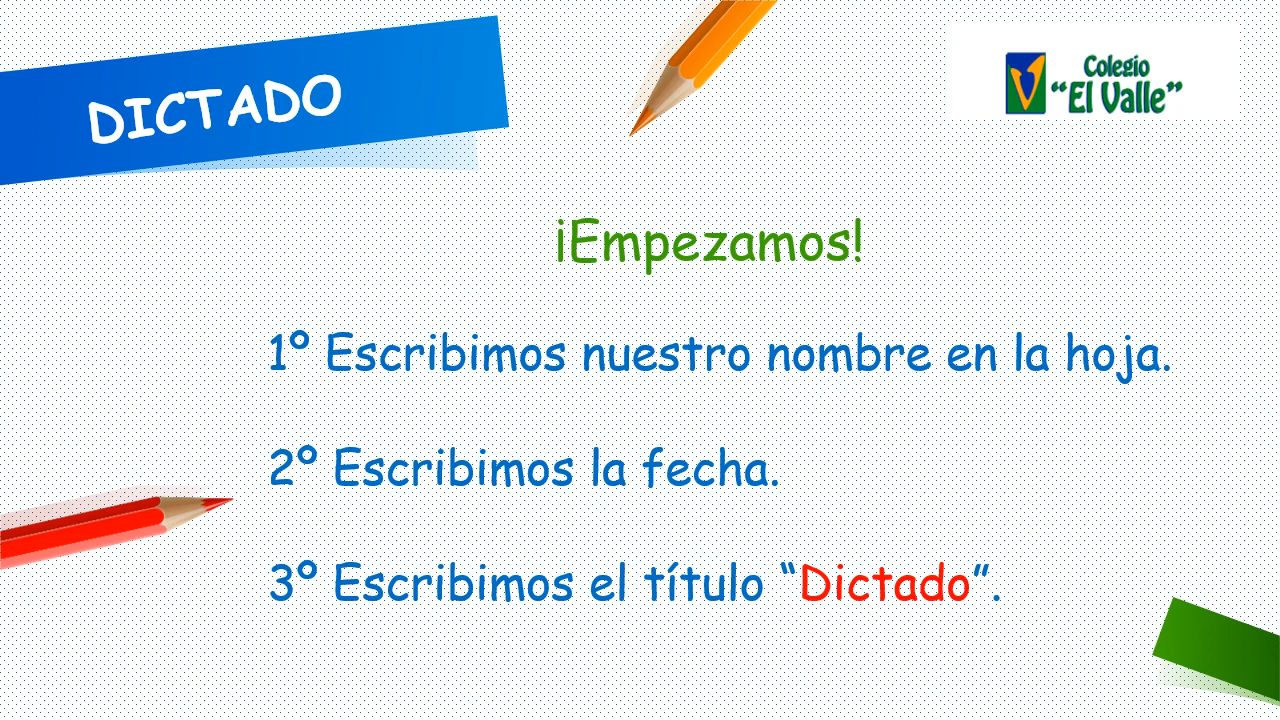 DICTADO
Colegio
"El Valle"
¡Empezamos!
1º Escribimos nuestro nombre en la hoja.
2º Escribimos la fecha.
3º Escribimos el título “Dictado”.